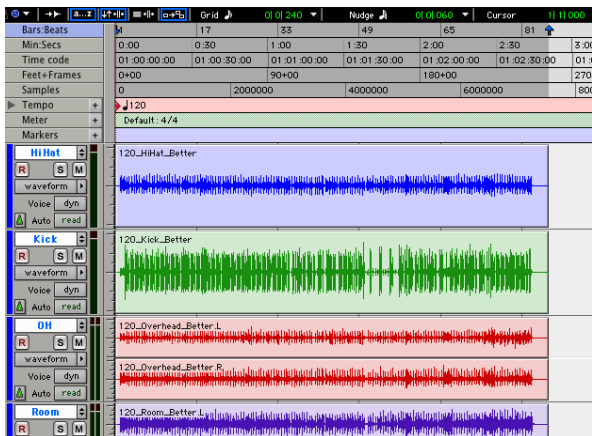 a...z Grid 0| 0| 240 Nudge 0| 0| 060 Cursor 1| 1| 000
Bars:Beats 1 17 33 49 65 81
Min:Secs 0:00 0:30 1:00 1:30 2:00 2:30 3:00
Time code 01:00:00:00 01:00:30:00 01:01:00:00 01:01:30:00 01:02:00:00 01:02:30:00 01:
Feet+Frames 0+00 90+00 180+00 270
Samples 0 2000000 4000000 6000000 800
Tempo + 120
Meter + Default: 4/4
Markers +
HiHat 120_HiHat_Better
R S M
waveform
Voice dyn
Auto read
Kick 120_Kick_Better
R S M
waveform
Voice dyn
Auto read
OH 120_Overhead_Better.L
R S M
waveform
120_Overhead_Better.R
Voice dyn
Auto read
Room 120_Room_Better.L
R S M